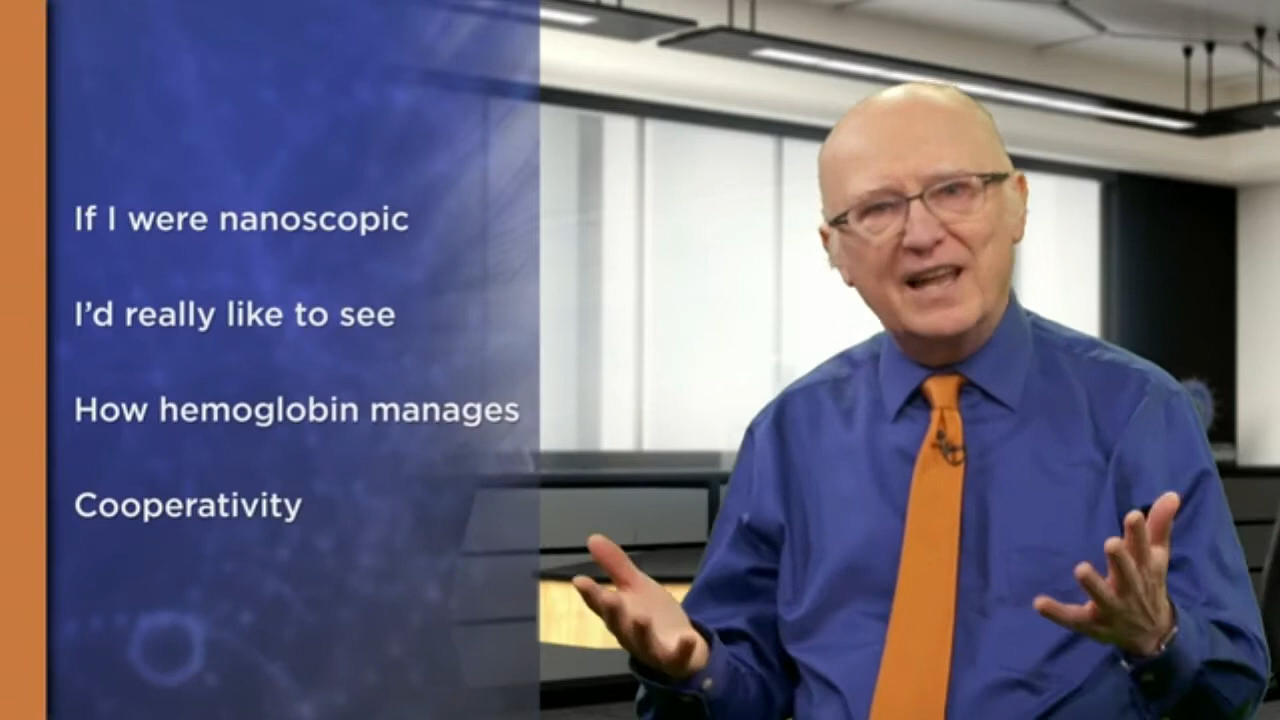 If I were nanoscopic
I’d really like to see
How hemoglobin manages
Cooperativity